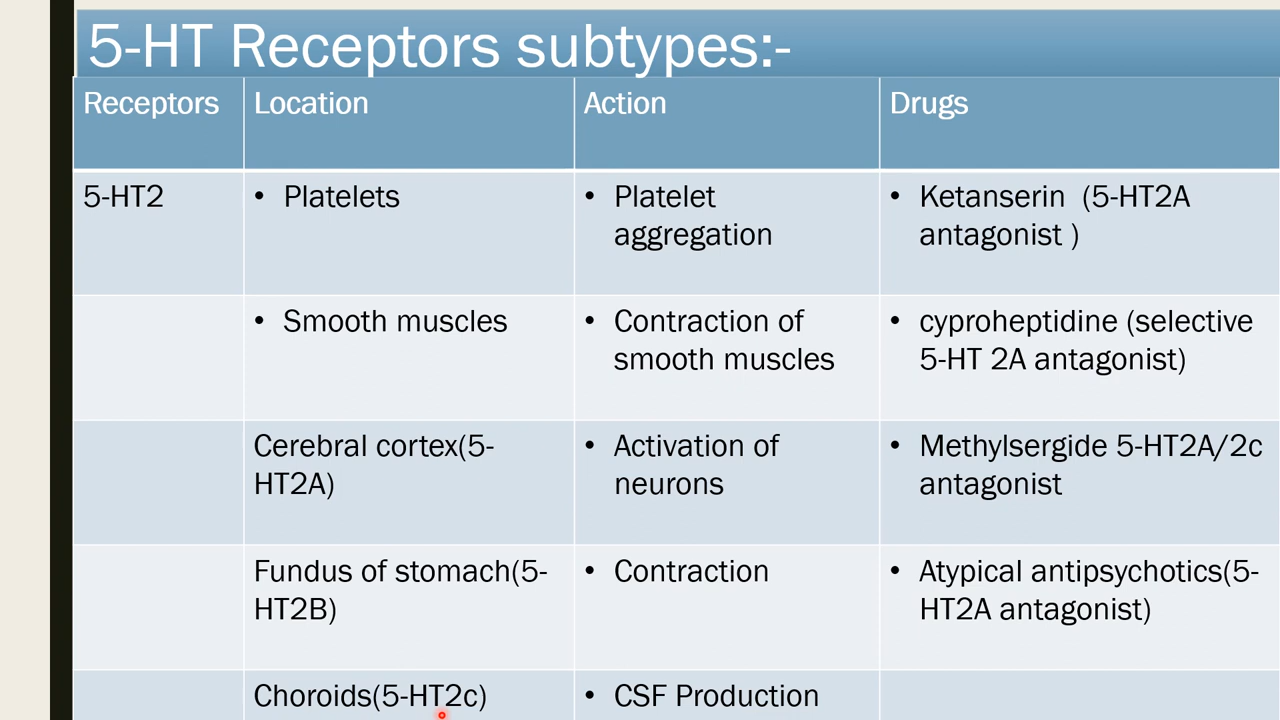 5-HT Receptors subtypes:-
Receptors
Location
Action
Drugs
5-HT2
• Platelets
• Platelet
aggregation
• Ketanserin (5-HT2A
antagonist )
• Smooth muscles
• Contraction of
smooth muscles
• cyproheptidine (selective
5-HT 2A antagonist)
Cerebral cortex(5-
HT2A)
• Activation of
neurons
• Methylsergide 5-HT2A/2c
antagonist
Fundus of stomach(5-
HT2B)
• Contraction
• Atypical antipsychotics(5-
HT2A antagonist)
Choroids(5-HT2c)
• CSF Production